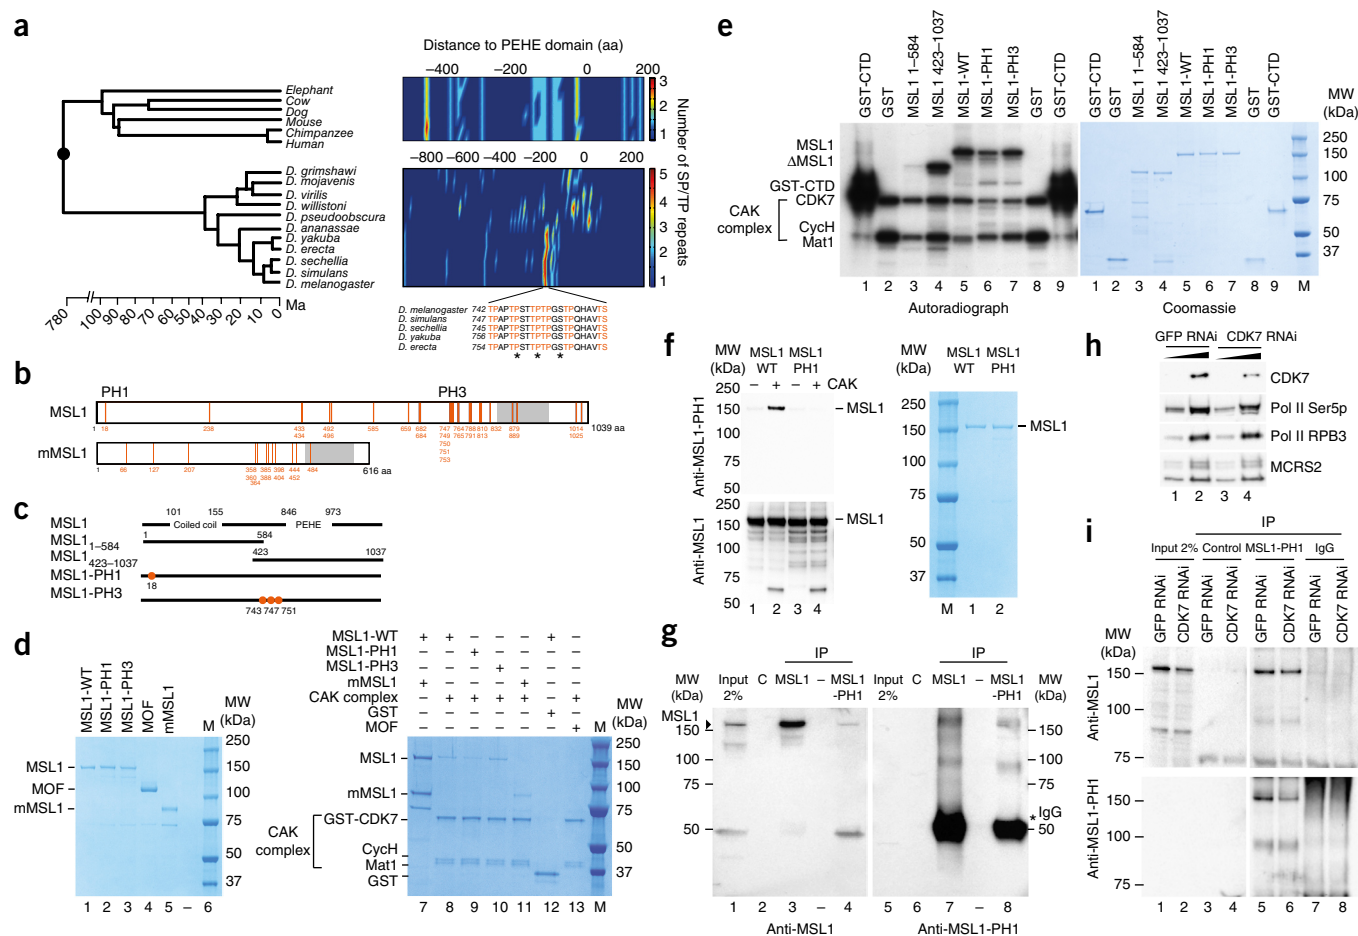 a
Distance to PEHE domain (aa)
−400 −200 0 200
Elephant
Cow
Dog
Mouse
Chimpanzee
Human
3
2
1
−800 −600 −400 −200 0 200
D. grimshawi
D. mojavenis
D. virilis
D. willistoni
D. pseudoobscura
D. ananassae
D. yakuba
D. erecta
D. sechellia
D. simulans
D. melanogaster
5
4
3
2
1
Number of SP/TP repeats
780 100 90 80 70 60 50 40 30 20 10 0 Ma
D. melanogaster 742 TPAPTPSTTPTPGSTPQHAVTS
D. simulans 747 TPAPTPSTTPTPGSTPQHAVTS
D. sechellia 745 TPAPTPSTTPTPGSTPQHAVTS
D. yakuba 756 TPAPTPSTTPTPGSTPQHAVTS
D. erecta 754 TPAPTPSTTPTPGSTPQHAVTS
* * *
b
PH1 PH3
MSL1
1 18 238 433 492 585 659 682 747 764 788 810 832 879 1014 1039 aa
434 496 684 749 765 791 813 889 1025
750
751
753
mMSL1
1 66 127 207 358 385 398 444 484 616 aa
360 388 404 452
364
c
101 155 846 973
MSL1 Coiled coil PEHE
MSL1 1–584 1 584
MSL1 423–1037 423 1037
MSL1-PH1
18
MSL1-PH3
743 747 751
d
MSL1-WT
MSL1-PH1
MSL1-PH3
MOF
mMSL1
M
MW (kDa)
250
150
100
75
50
37
MSL1
MOF
mMSL1
1 2 3 4 5 – 6
MSL1-WT + + – – – + –
MSL1-PH1 – – + – – – –
MSL1-PH3 – – – + – – –
mMSL1 + – – – + – –
CAK complex – + + + + – +
GST – – – – – + –
MOF – – – – – – + M
MW (kDa)
250
150
100
75
50
37
MSL1
mMSL1
GST-CDK7
CAK complex
CycH
Mat1
GST
7 8 9 10 11 12 13 M
e
GST-CTD
GST
MSL1 1–584
MSL1 423–1037
MSL1-WT
MSL1-PH1
MSL1-PH3
GST
GST-CTD
GST-CTD
GST
MSL1 1–584
MSL1 423–1037
MSL1-WT
MSL1-PH1
MSL1-PH3
GST
GST-CTD
MW (kDa)
250
150
100
75
50
37
MSL1
ΔMSL1
GST-CTD
CDK7
CAK complex
CycH
Mat1
1 2 3 4 5 6 7 8 9
1 2 3 4 5 6 7 8 9 M
Autoradiograph Coomassie
f
MW (kDa)
MSL1 WT
MSL1 PH1
– + – + CAK
250
150
100
75
50
MSL1
Anti-MSL1-PH1
250
150
100
75
50
MSL1
Anti-MSL1
1 2 3 4
MW (kDa)
MSL1 WT
MSL1 PH1
250
150
100
75
50
37
MSL1
M 1 2
g
IP IP
MW (kDa)
Input 2% C MSL1 – MSL1-PH1
Input 2% C MSL1 – MSL1-PH1
MW (kDa)
MSL1
150
100
75
50
150
100
75
* IgG
50
1 2 3 – 4 5 6 7 – 8
Anti-MSL1 Anti-MSL1-PH1
h
GFP RNAi CDK7 RNAi
CDK7
Pol II Ser5p
Pol II RPB3
MCRS2
1 2 3 4
i
IP
Input 2% Control MSL1-PH1 IgG
GFP RNAi
CDK7 RNAi
GFP RNAi
CDK7 RNAi
GFP RNAi
CDK7 RNAi
GFP RNAi
CDK7 RNAi
MW (kDa)
150
100
75
Anti-MSL1
150
100
75
Anti-MSL1-PH1
1 2 3 4 5 6 7 8